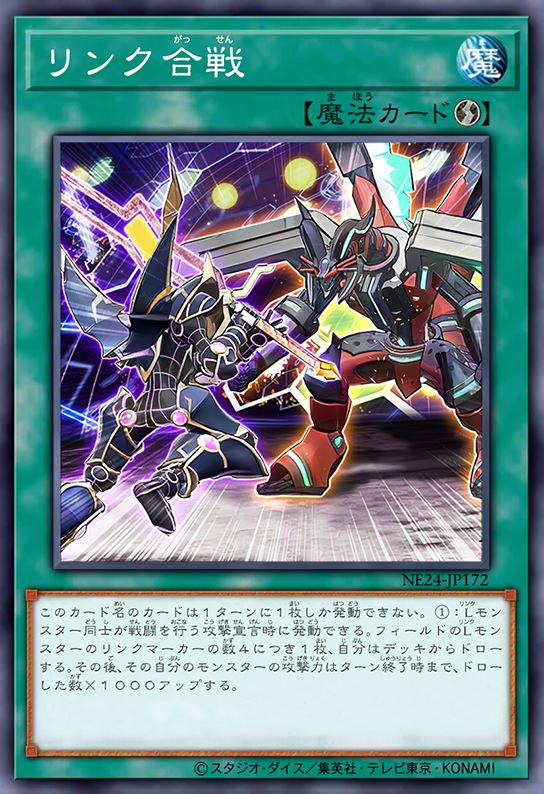 リンク合戦
魔
【魔法カード】
NE24-JP172
このカード名のカードは1ターンに1枚しか発動できない。①：Lモン
スター同士が戦闘を行う攻撃宣言時に発動できる。フィールドのLモンス
ターのリンクマーカーの数4につき1枚、自分はデッキからドロー
する。その後、その自分のモンスターの攻撃力はターン終了時まで、ドロー
した数×1000アップする。
©スタジオ・ダイス／集英社・テレビ東京・KONAMI